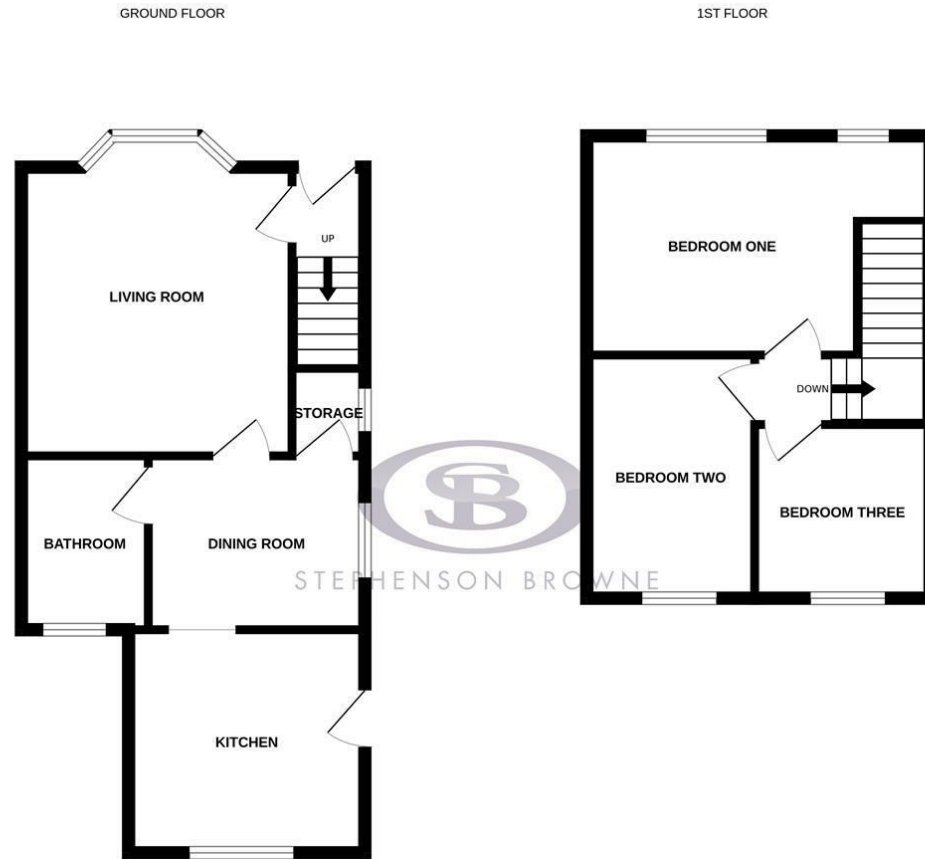 GROUND FLOOR
1ST FLOOR
UP
LIVING ROOM
STORAGE
BATHROOM
DINING ROOM
KITCHEN
BEDROOM ONE
DOWN
BEDROOM TWO
BEDROOM THREE
SB
STEPHENSON BROWNE